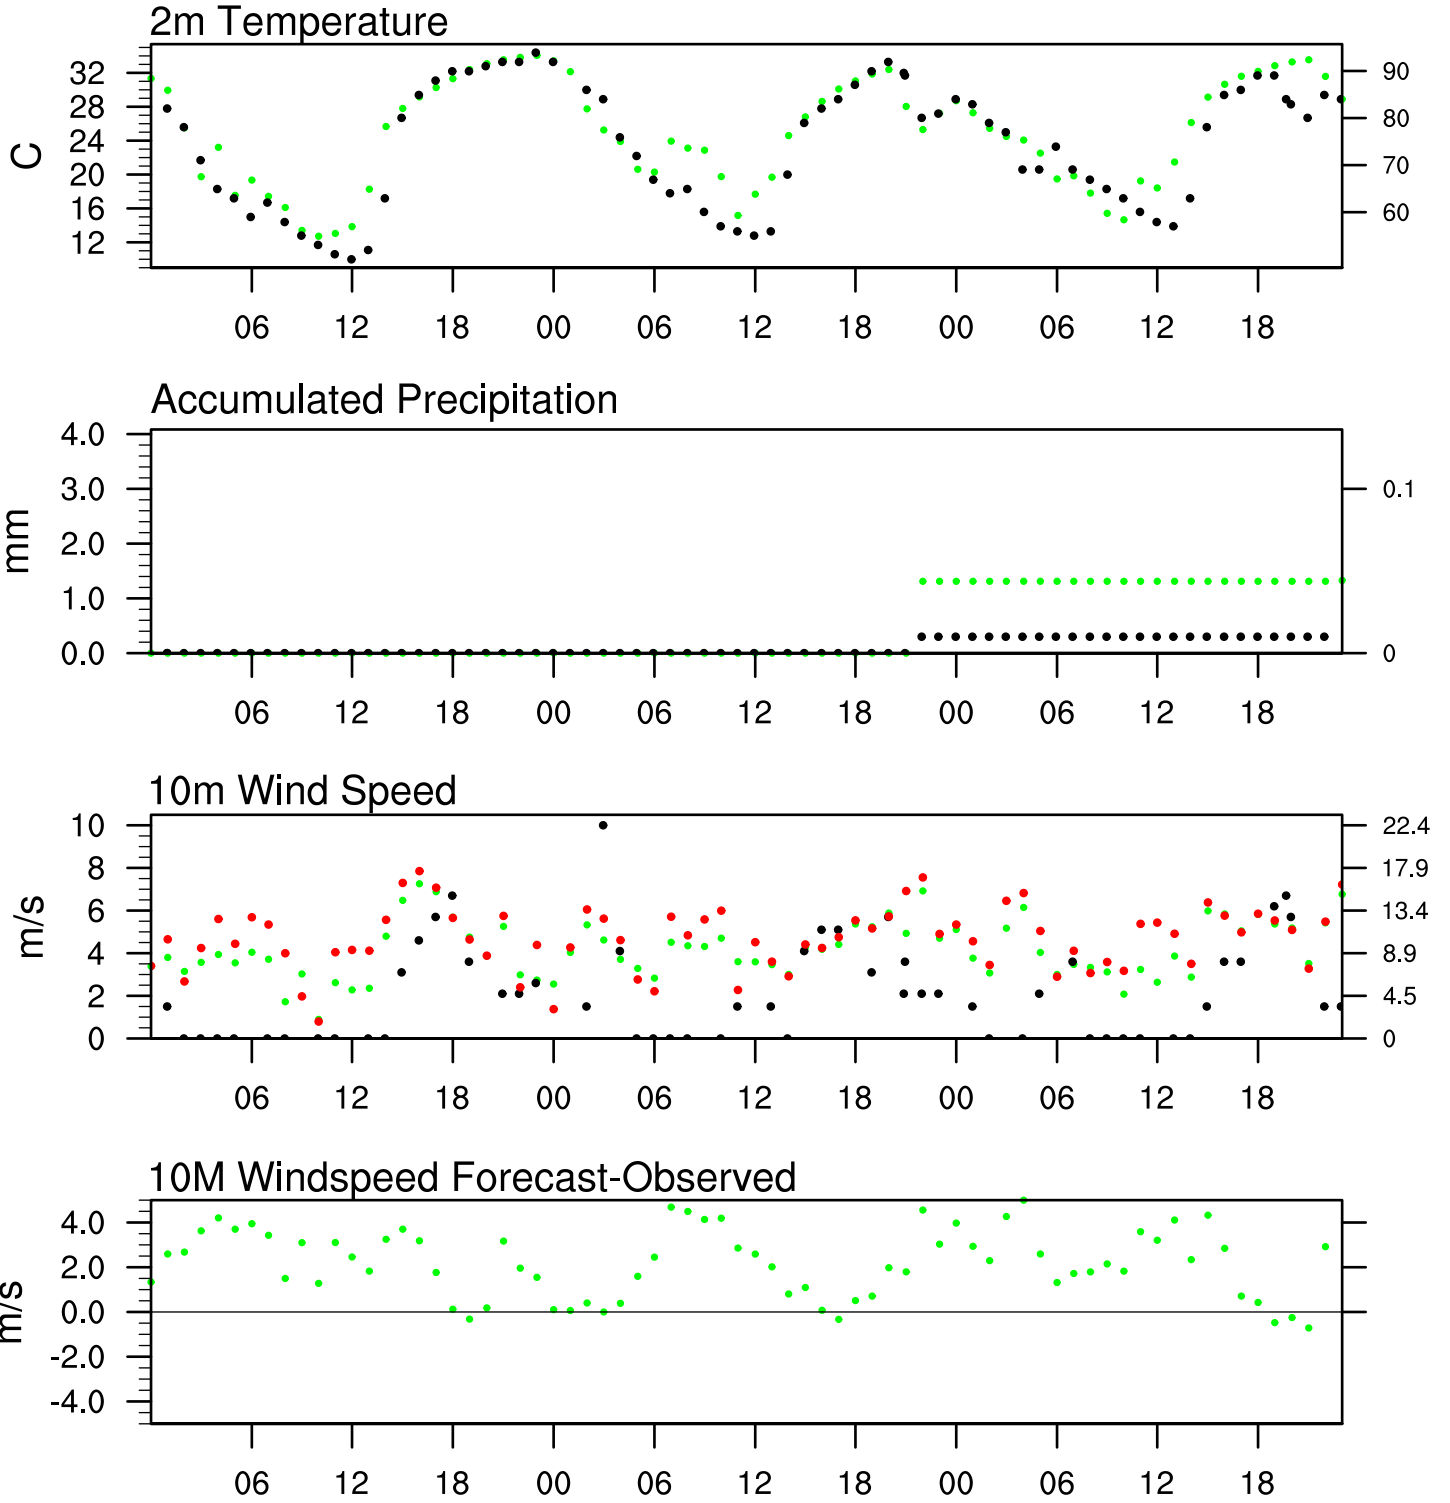 2m Temperature
C
32
28
24
20
16
12
90
80
70
60
06 12 18 00 06 12 18 00 06 12 18
Accumulated Precipitation
mm
4.0
3.0
2.0
1.0
0.0
0.1
0
06 12 18 00 06 12 18 00 06 12 18
10m Wind Speed
m/s
10
8
6
4
2
0
22.4
17.9
13.4
8.9
4.5
0
06 12 18 00 06 12 18 00 06 12 18
10M Windspeed Forecast-Observed
m/s
4.0
2.0
0.0
-2.0
-4.0
06 12 18 00 06 12 18 00 06 12 18